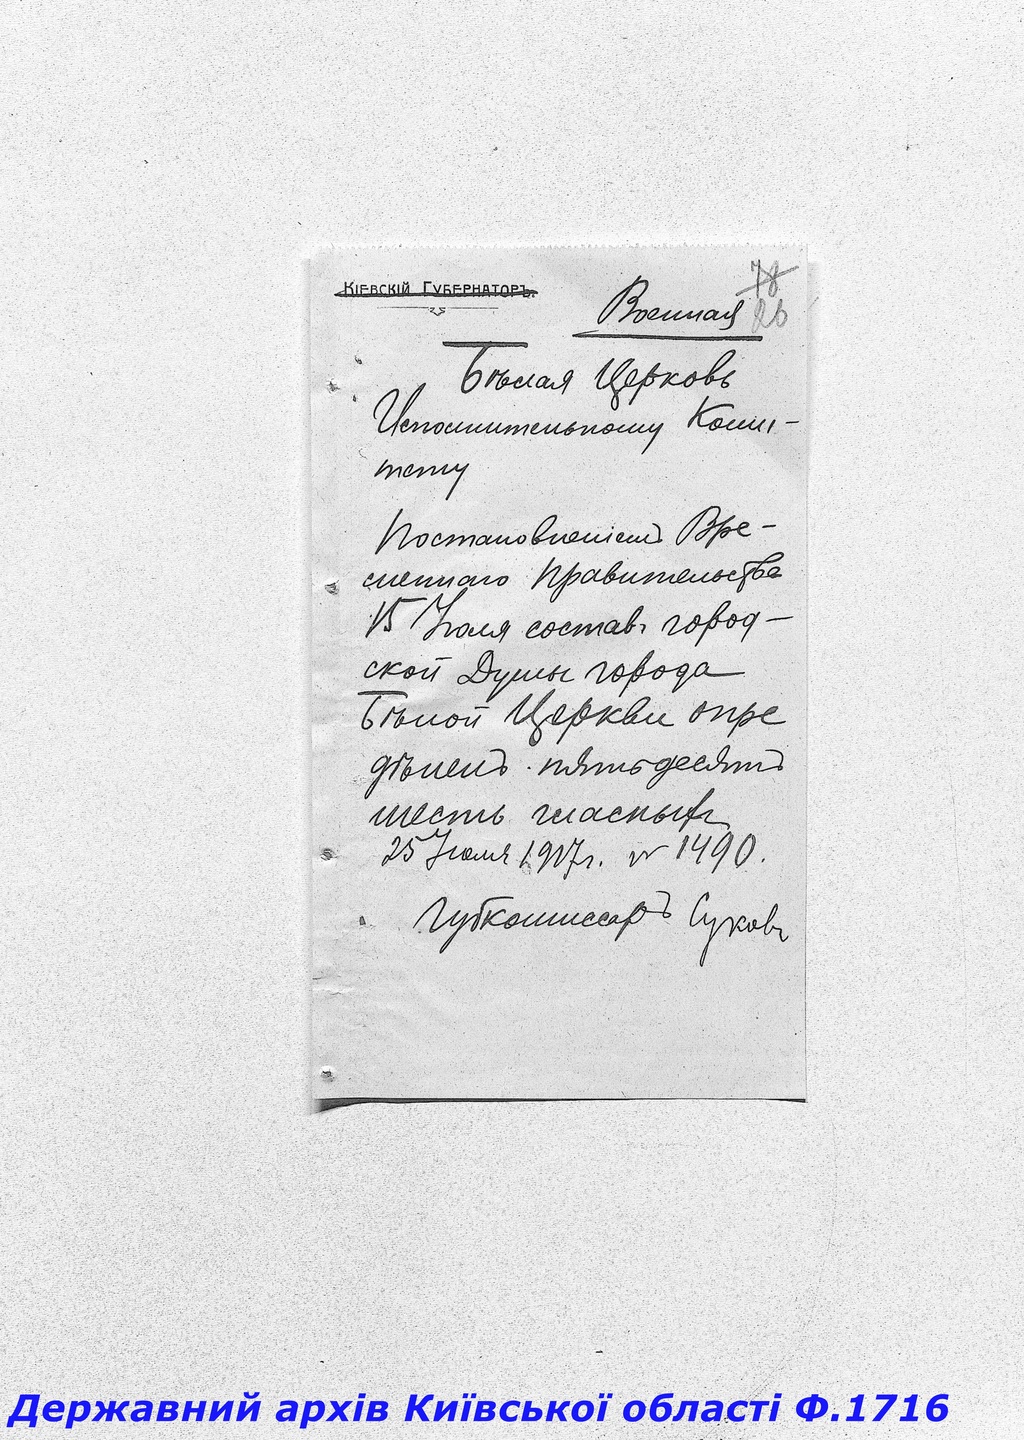 Кіевскій Губернаторъ.
78
26
Военная
Бѣлая Церковь
Исполнительному Коми-
тету
Постановленіемъ Вре-
меннаго Правительства
15 Іюля составъ город-
ской Думы города
Бѣлой Церкви опре
дѣленъ пятьдесятъ
шесть гласныхъ
25 Іюля 1917 г. № 1490.
Губкомиссаръ Суковъ
Державний архів Київської області Ф.1716